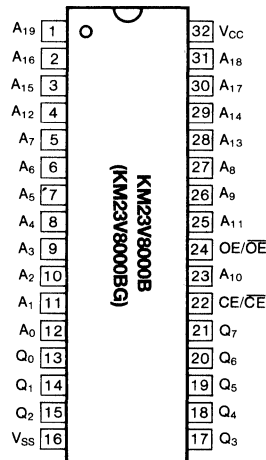 A19 1 32 VCC
A16 2 31 A18
A15 3 30 A17
A12 4 29 A14
A7 5 28 A13
A6 6 27 A8
A5 7 26 A9
A4 8 25 A11
A3 9 24 OE/O̅E̅
A2 10 23 A10
A1 11 22 CE/C̅E̅
A0 12 21 Q7
Q0 13 20 Q6
Q1 14 19 Q5
Q2 15 18 Q4
VSS 16 17 Q3
KM23V8000B
(KM23V8000BG)